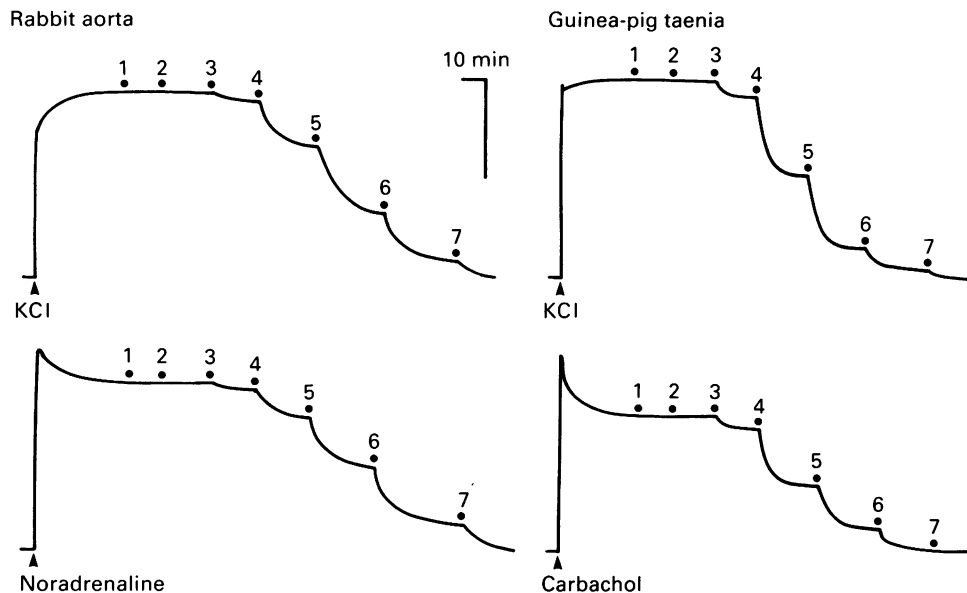 Rabbit aorta
Guinea-pig taenia
10 min
1 2 3 4 5 6 7
KCl
1 2 3 4 5 6 7
KCl
1 2 3 4 5 6 7
Noradrenaline
1 2 3 4 5 6 7
Carbachol